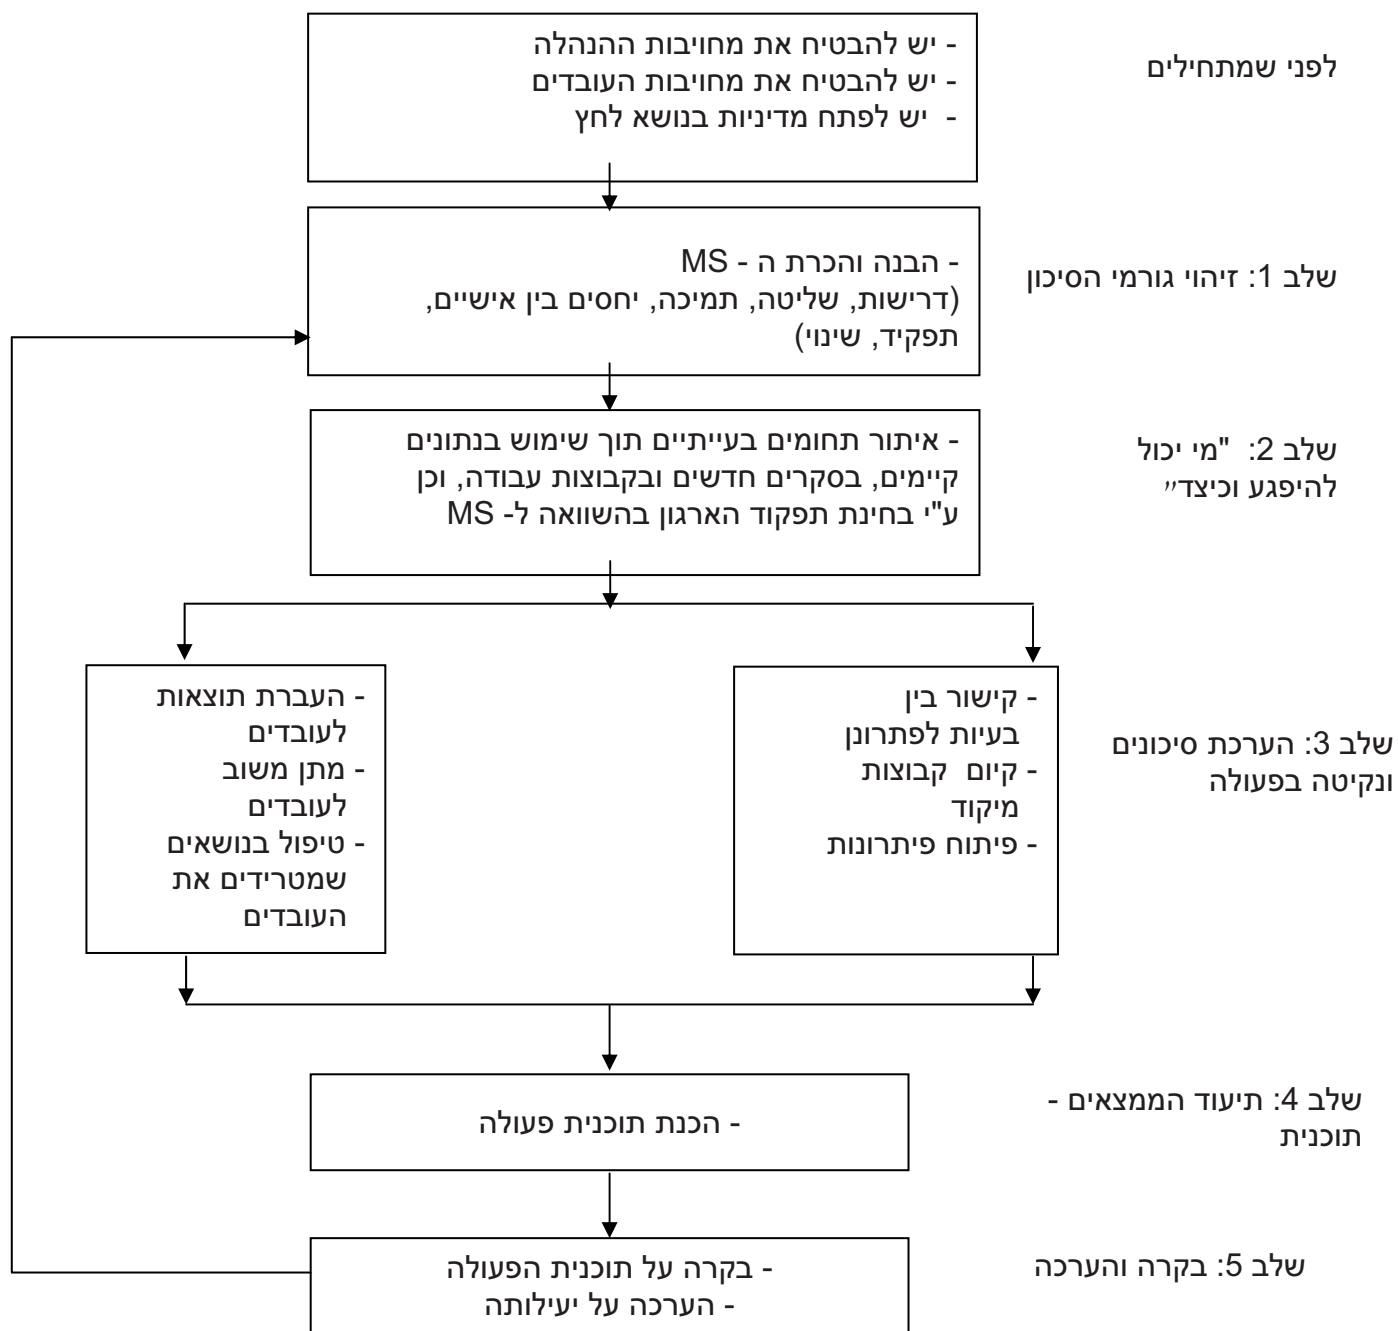 לפני שמתחילים
- יש להבטיח את מחויבות ההנהלה
- יש להבטיח את מחויבות העובדים
- יש לפתח מדיניות בנושא לחץ
שלב 1: זיהוי גורמי הסיכון
- הבנה והכרת ה - MS
(דרישות, שליטה, תמיכה, יחסים בין אישיים,
תפקיד, שינוי)
שלב 2: "מי יכול
להיפגע וכיצד״
- איתור תחומים בעייתיים תוך שימוש בנתונים
קיימים, בסקרים חדשים ובקבוצות עבודה, וכן
ע"י בחינת תפקוד הארגון בהשוואה ל- MS
שלב 3: הערכת סיכונים
ונקיטה בפעולה
- קישור בין
בעיות לפתרונן
- קיום קבוצות
מיקוד
- פיתוח פיתרונות
- העברת תוצאות
לעובדים
- מתן משוב
לעובדים
- טיפול בנושאים
שמטרידים את
העובדים
שלב 4: תיעוד הממצאים -
תוכנית
- הכנת תוכנית פעולה
שלב 5: בקרה והערכה
- בקרה על תוכנית הפעולה
- הערכה על יעילותה